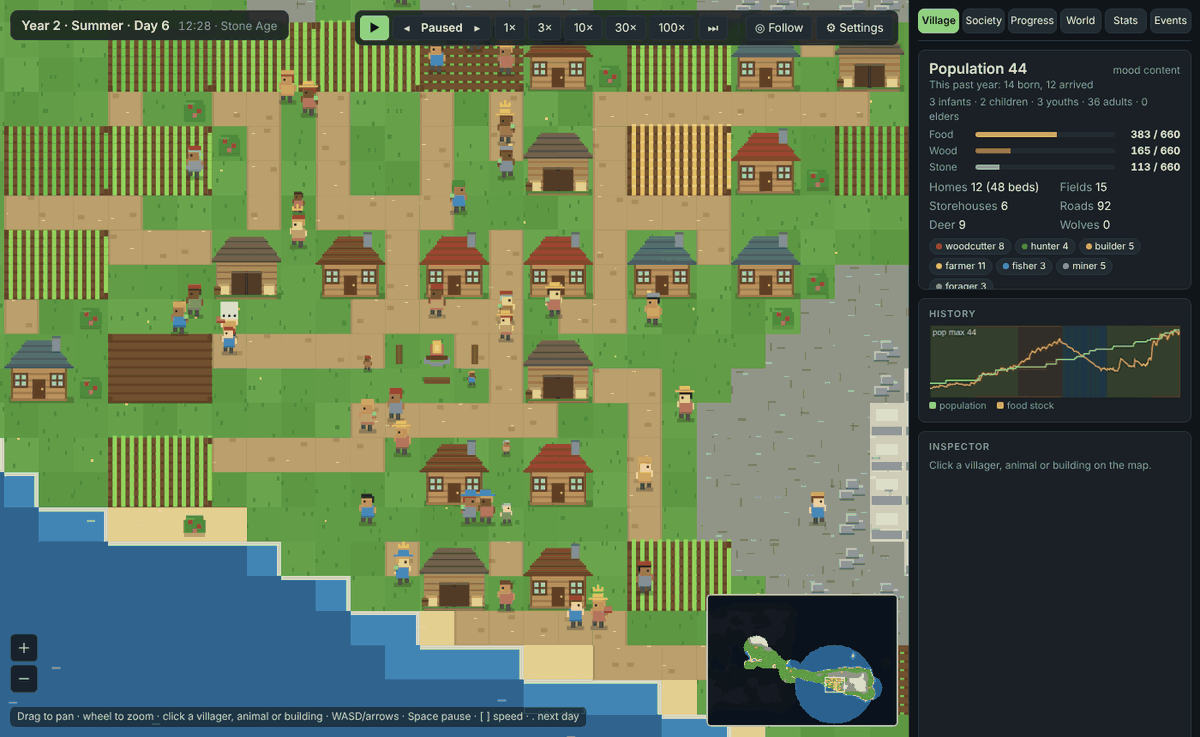 Year 2 · Summer · Day 6 12:28 · Stone Age
▶ ◂ Paused ▸ 1× 3× 10× 30× 100× ⏭ ◎ Follow ⚙ Settings
Village Society Progress World Stats Events
Population 44 mood content
This past year: 14 born, 12 arrived
3 infants · 2 children · 3 youths · 36 adults · 0
elders
Food 383 / 660
Wood 165 / 660
Stone 113 / 660
Homes 12 (48 beds) Fields 15
Storehouses 6 Roads 92
Deer 9 Wolves 0
woodcutter 8 hunter 4 builder 5
farmer 11 fisher 3 miner 5
forager 3
HISTORY
pop max 44
population food stock
INSPECTOR
Click a villager, animal or building on the map.
+
−
Drag to pan · wheel to zoom · click a villager, animal or building · WASD/arrows · Space pause · [ ] speed · . next day